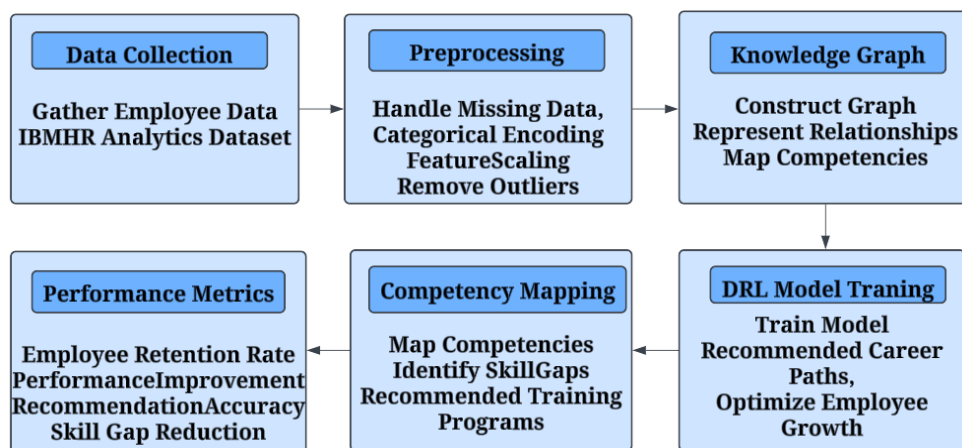 Data Collection
Gather Employee Data
IBMHR Analytics Dataset
Preprocessing
Handle Missing Data,
Categorical Encoding
FeatureScaling
Remove Outliers
Knowledge Graph
Construct Graph
Represent Relationships
Map Competencies
DRL Model Traning
Train Model
Recommended Career
Paths,
Optimize Employee
Growth
Competency Mapping
Map Competencies
Identify SkillGaps
Recommended Training
Programs
Performance Metrics
Employee Retention Rate
PerformanceImprovement
RecommendationAccuracy
Skill Gap Reduction